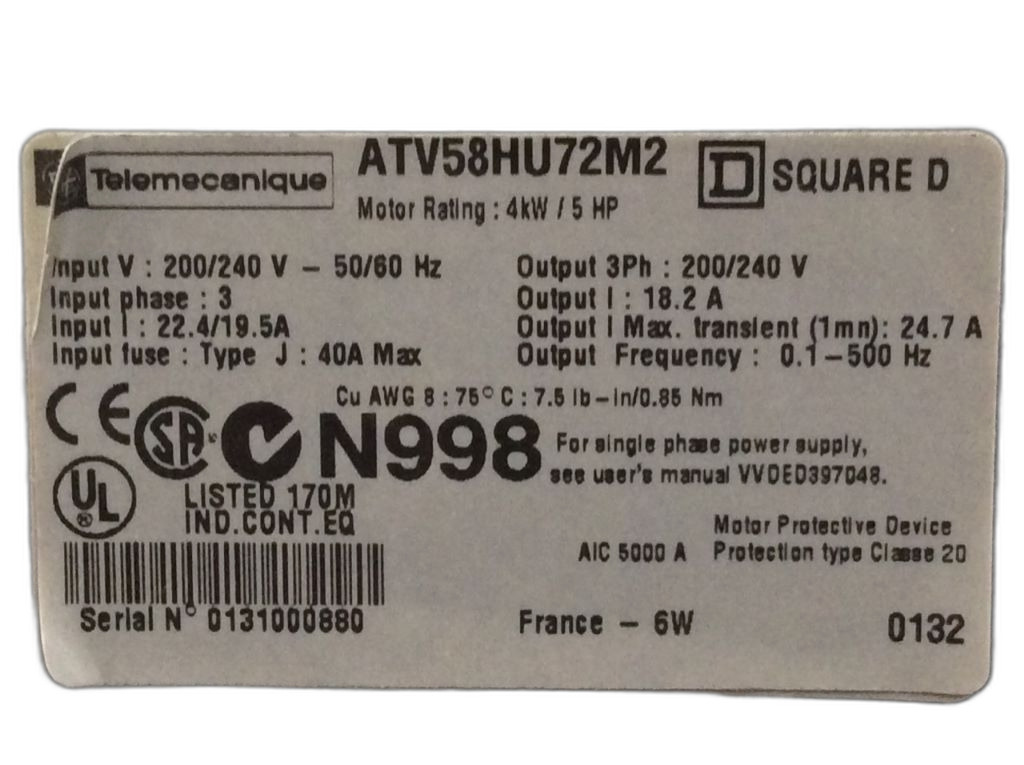 Telemecanique ATV58HU72M2 D SQUARE D
Motor Rating : 4kW / 5 HP
Input V : 200/240 V – 50/60 Hz
Input phase : 3
Input I : 22.4/19.5A
Input fuse : Type J : 40A Max
Output 3Ph : 200/240 V
Output I : 18.2 A
Output I Max. transient (1mn): 24.7 A
Output Frequency : 0.1–500 Hz
Cu AWG 8 : 75° C : 7.5 lb–in/0.85 Nm
CE SA N998
For single phase power supply,
see user's manual VVDED397048.
UL ®
LISTED 170M
IND.CONT.EQ
Motor Protective Device
AIC 5000 A Protection type Classe 20
Serial N° 0131000880
France – 6W
0132